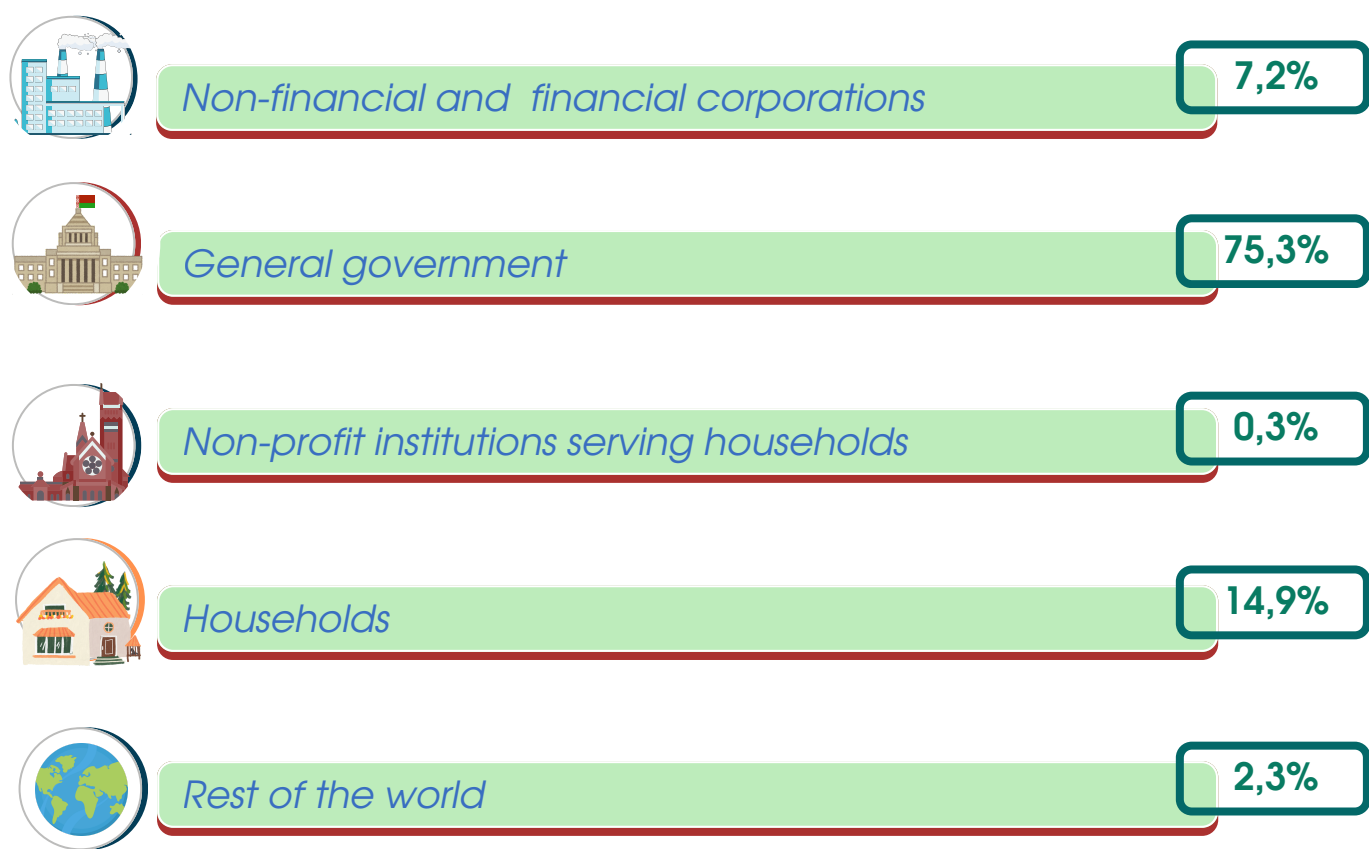 7,2%
Non-financial and  financial corporations
75,3%
General government
0,3%
Non-profit institutions serving households
14,9%
Households
2,3%
Rest of the world